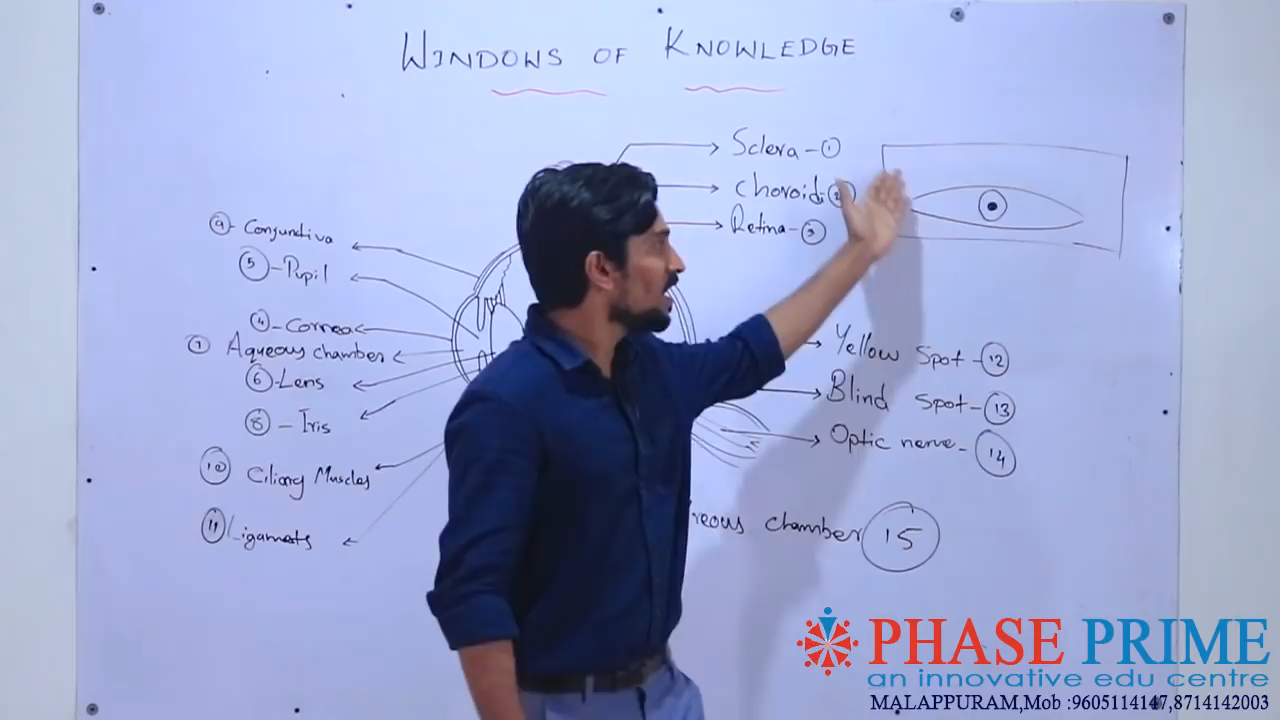 WINDOWS OF KNOWLEDGE
Sclera - 1
Choroid - 2
Retina - 3
9 - Conjundiva
5 - Pupil
4 - Cornea
7 Aqueous chamber
6 - Lens
8 - Iris
10 Ciliary Muscles
11 Ligaments
Yellow Spot - 12
Blind Spot - 13
Optic nerve - 14
reous chamber 15
PHASE PRIME
an innovative edu centre
MALAPPURAM,Mob :9605114147,8714142003